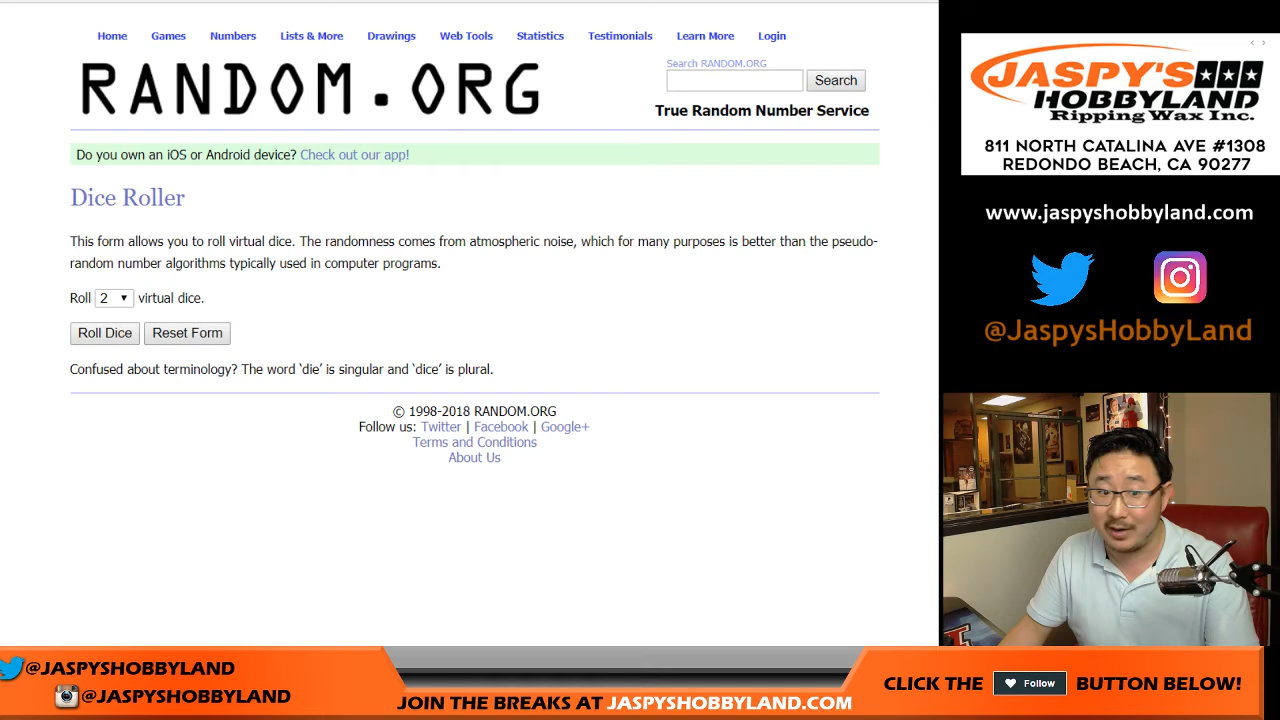 Home Games Numbers Lists & More Drawings Web Tools Statistics Testimonials Learn More Login
RANDOM.ORG
Search RANDOM.ORG
Search
True Random Number Service
Do you own an iOS or Android device? Check out our app!
Dice Roller
This form allows you to roll virtual dice. The randomness comes from atmospheric noise, which for many purposes is better than the pseudo-
random number algorithms typically used in computer programs.
Roll 2 virtual dice.
Roll Dice Reset Form
Confused about terminology? The word ‘die’ is singular and ‘dice’ is plural.
© 1998-2018 RANDOM.ORG
Follow us: Twitter | Facebook | Google+
Terms and Conditions
About Us
JASPY'S
HOBBYLAND
Ripping Wax Inc.
811 NORTH CATALINA AVE #1308
REDONDO BEACH, CA 90277
www.jaspyshobbyland.com
@JaspysHobbyLand
@JASPYSHOBBYLAND
@JASPYSHOBBYLAND
JOIN THE BREAKS AT JASPYSHOBBYLAND.COM
CLICK THE Follow BUTTON BELOW!